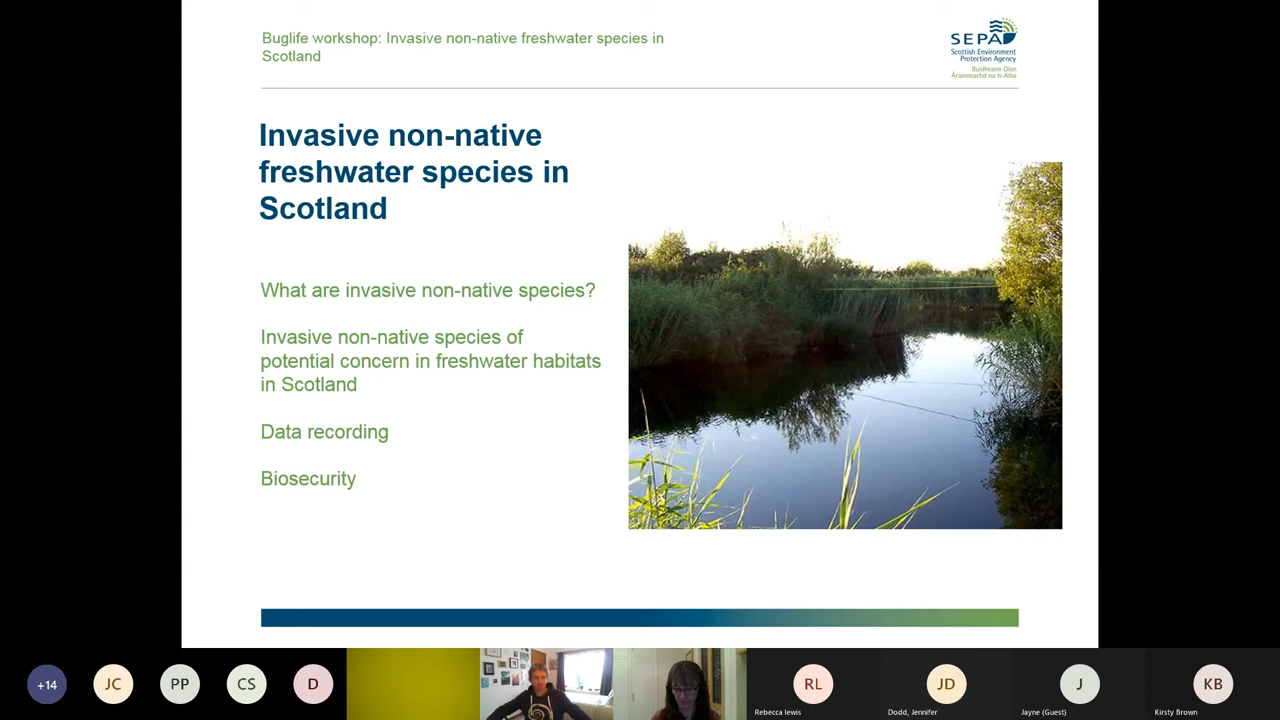 Buglife workshop: Invasive non-native freshwater species in
Scotland
SEPA
Scottish Environment
Protection Agency
Buidheann Dìon
Àrainneachd na h-Alba
Invasive non-native
freshwater species in
Scotland
What are invasive non-native species?
Invasive non-native species of
potential concern in freshwater habitats
in Scotland
Data recording
Biosecurity
+14
JC
PP
CS
D
RL
JD
J
KB
Rebecca lewis
Dodd, Jennifer
Jayne (Guest)
Kirsty Brown